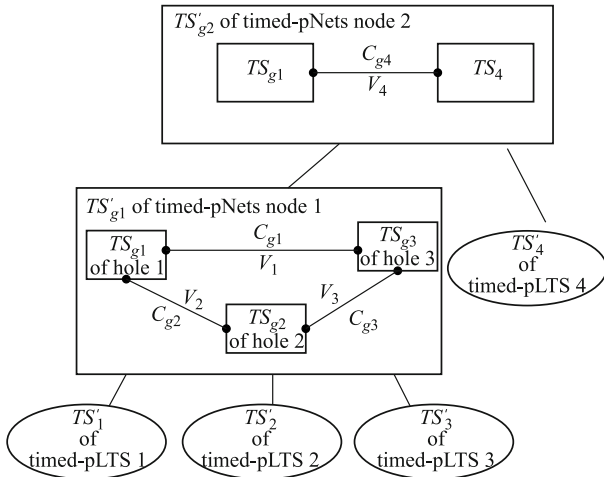 TS'g2 of timed-pNets node 2
TSg1
Cg4
V4
TS4
TS'g1 of timed-pNets node 1
TSg1
of hole 1
Cg1
V1
TSg3
of hole 3
V2
Cg2
TSg2
of hole 2
V3
Cg3
TS'4
of
timed-pLTS 4
TS'1
of
timed-pLTS 1
TS'2
of
timed-pLTS 2
TS'3
of
timed-pLTS 3